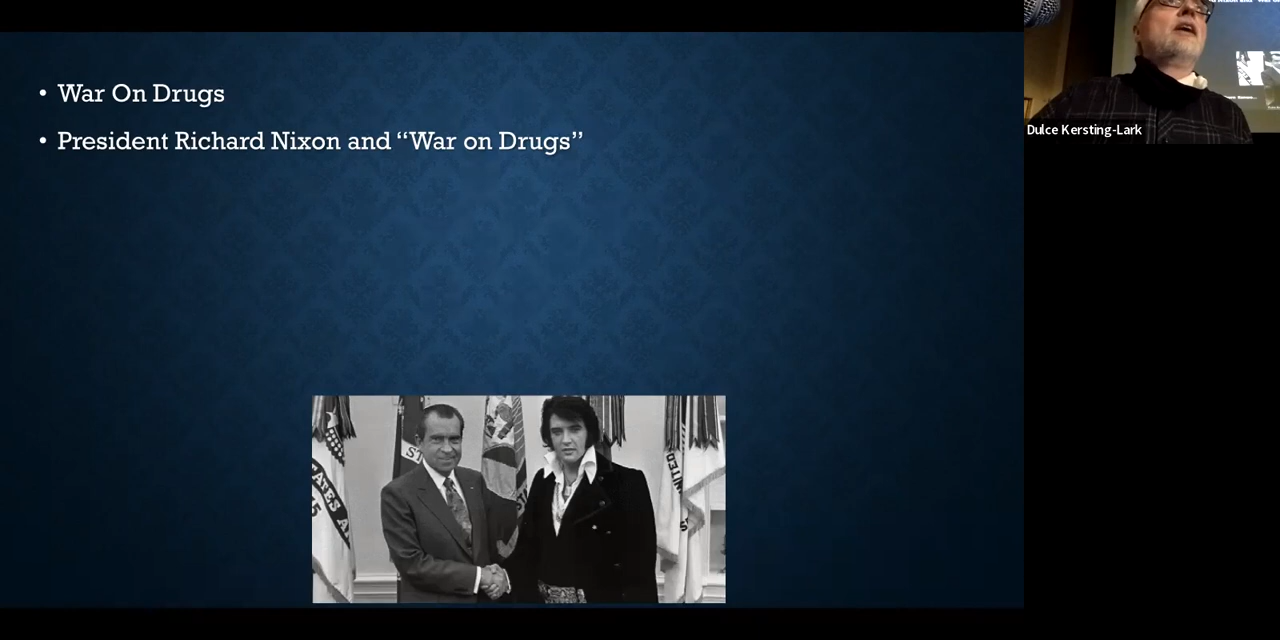 • War On Drugs
• President Richard Nixon and “War on Drugs”
Dulce Kersting-Lark